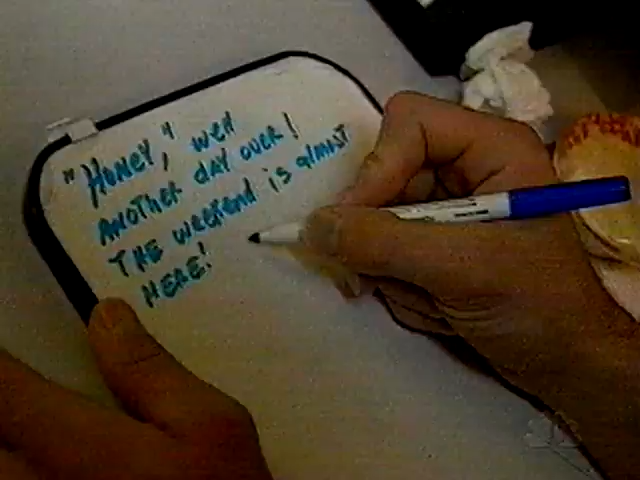 "HONEY," WELL
ANOTHER DAY OVER!
THE WEEKEND IS ALMOST
HERE!